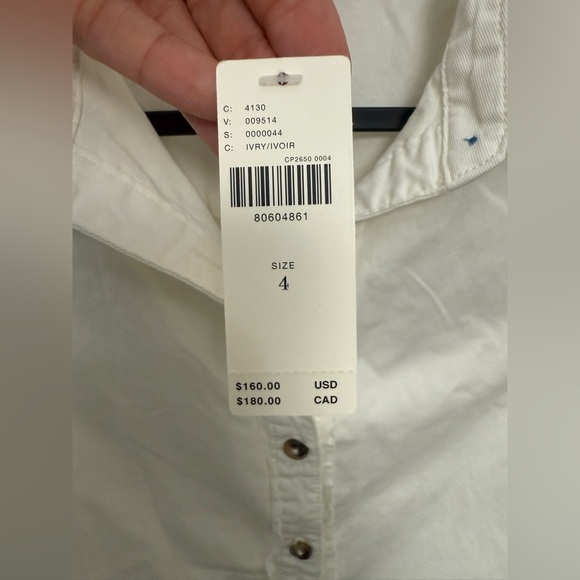 C: 4130
V: 009514
S: 0000044
C: IVRY/IVOIR
CP2650 0004
80604861
SIZE
4
$160.00 USD
$180.00 CAD